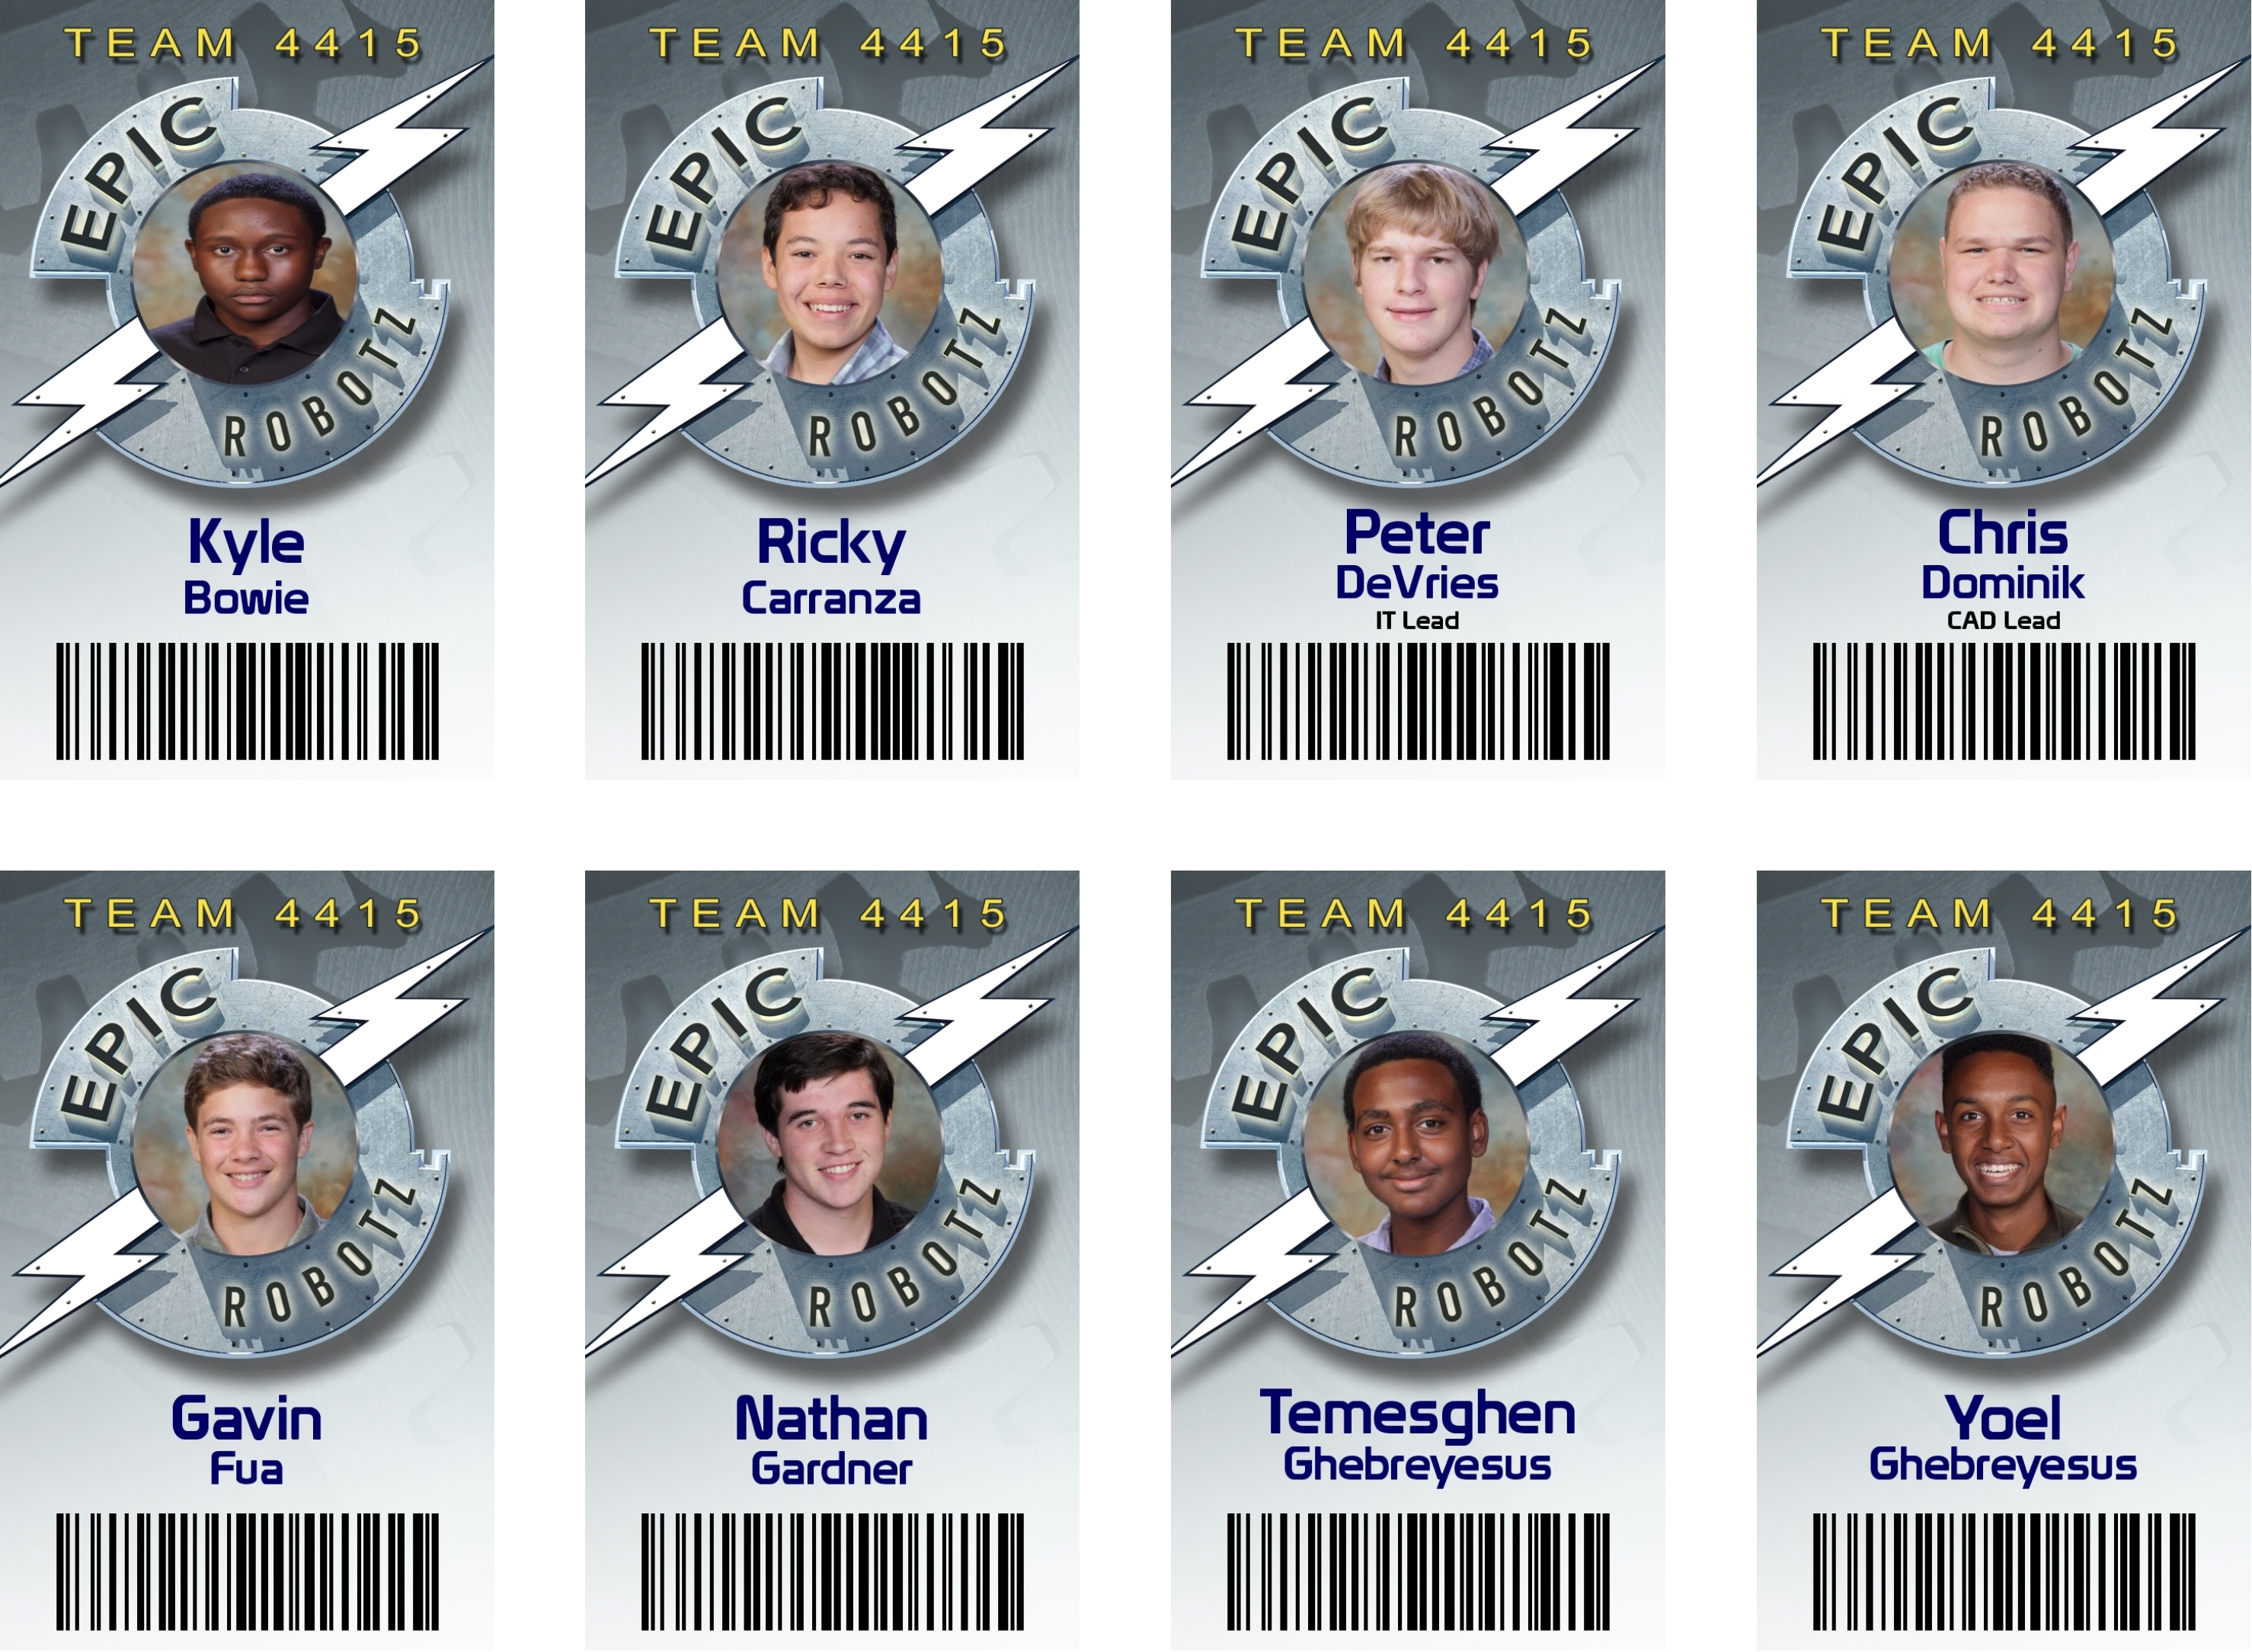 TEAM 4415
EPIC
ROBOTZ
Kyle
Bowie
TEAM 4415
EPIC
ROBOTZ
Ricky
Carranza
TEAM 4415
EPIC
ROBOTZ
Peter
DeVries
IT Lead
TEAM 4415
EPIC
ROBOTZ
Chris
Dominik
CAD Lead
TEAM 4415
EPIC
ROBOTZ
Gavin
Fua
TEAM 4415
EPIC
ROBOTZ
Nathan
Gardner
TEAM 4415
EPIC
ROBOTZ
Temesghen
Ghebreyesus
TEAM 4415
EPIC
ROBOTZ
Yoel
Ghebreyesus